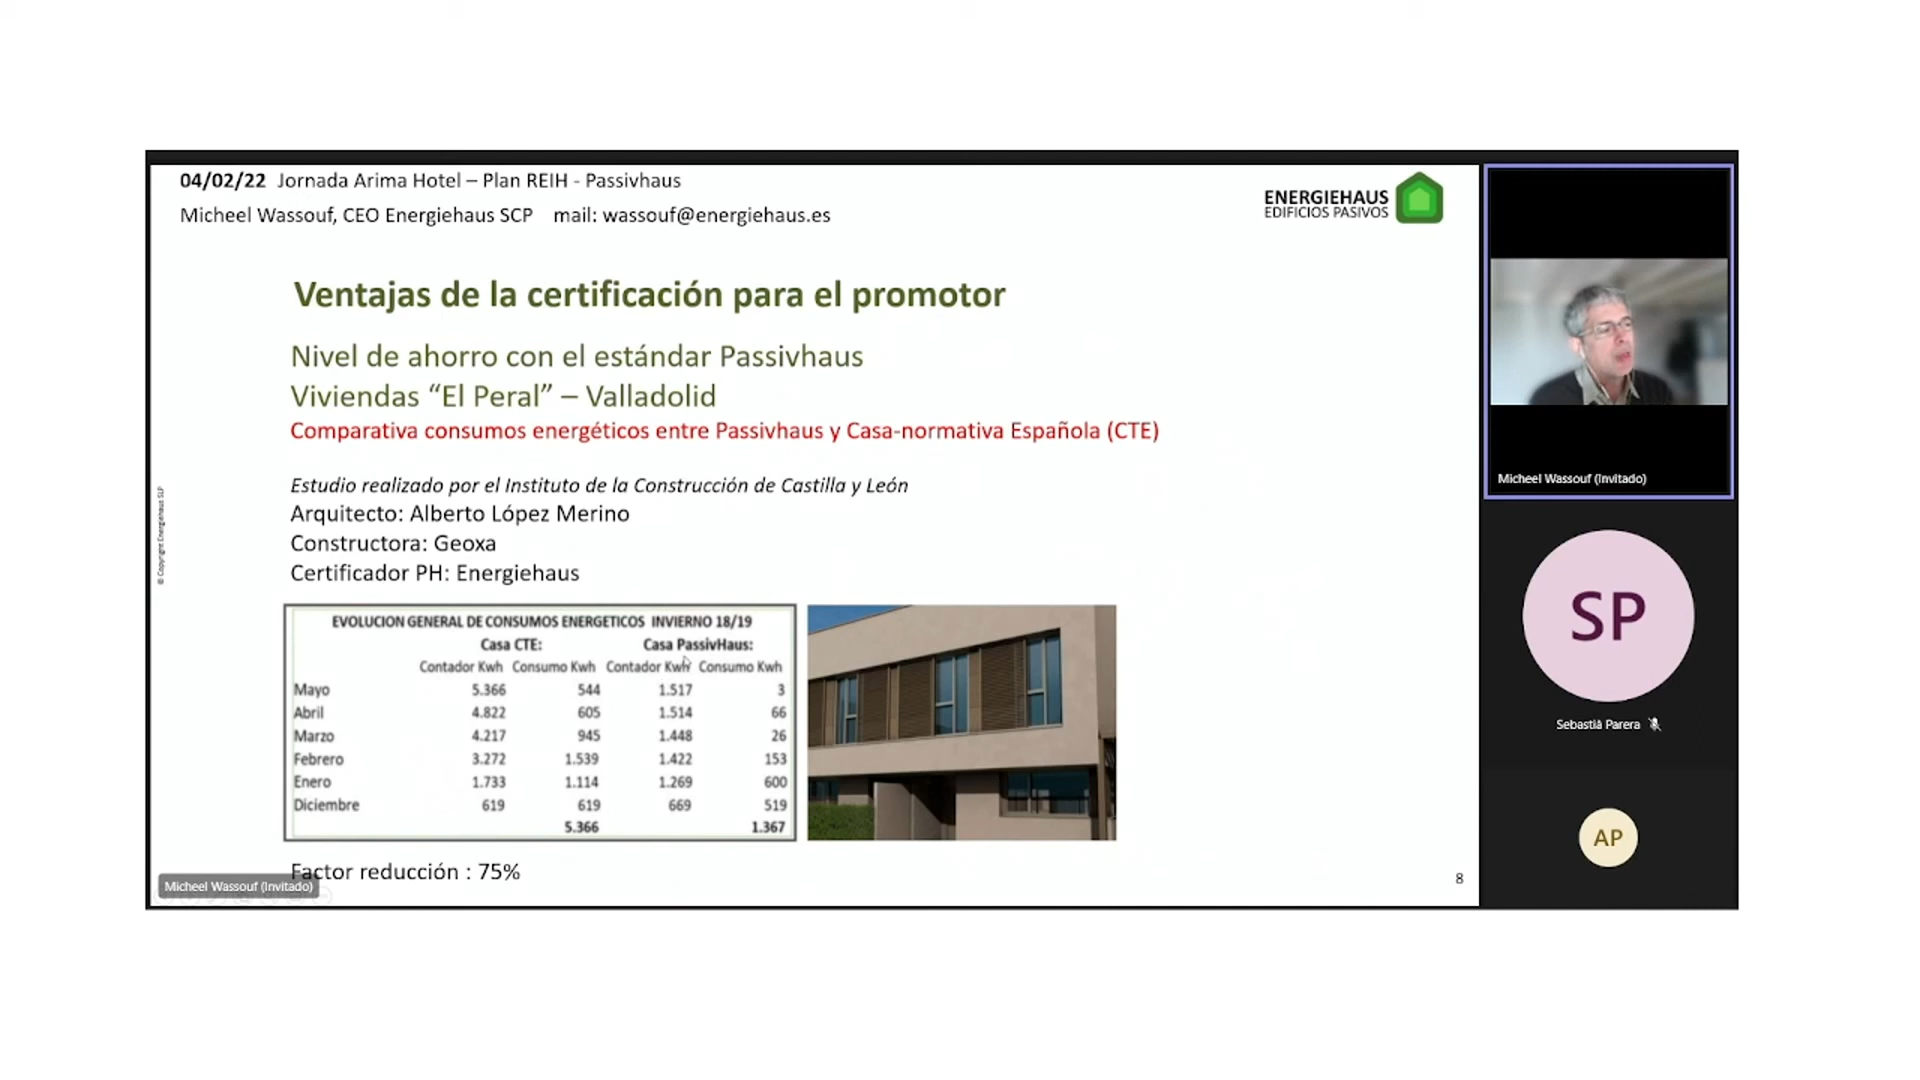 04/02/22 Jornada Arima Hotel – Plan REIH - Passivhaus
Micheel Wassouf, CEO Energiehaus SCP mail: wassouf@energiehaus.es
ENERGIEHAUS
EDIFICIOS PASIVOS
Ventajas de la certificación para el promotor
Nivel de ahorro con el estándar Passivhaus
Viviendas “El Peral” – Valladolid
Comparativa consumos energéticos entre Passivhaus y Casa-normativa Española (CTE)
Estudio realizado por el Instituto de la Construcción de Castilla y León
Arquitecto: Alberto López Merino
Constructora: Geoxa
Certificador PH: Energiehaus
© Copyright Energiehaus SLP
EVOLUCION GENERAL DE CONSUMOS ENERGETICOS INVIERNO 18/19
Casa CTE: Casa PassivHaus:
Contador Kwh Consumo Kwh Contador Kwh Consumo Kwh
Mayo 5.366 544 1.517 3
Abril 4.822 605 1.514 66
Marzo 4.217 945 1.448 26
Febrero 3.272 1.539 1.422 153
Enero 1.733 1.114 1.269 600
Diciembre 619 619 669 519
5.366 1.367
Factor reducción : 75%
Micheel Wassouf (Invitado)
8
Micheel Wassouf (Invitado)
SP
Sebastià Parera
AP